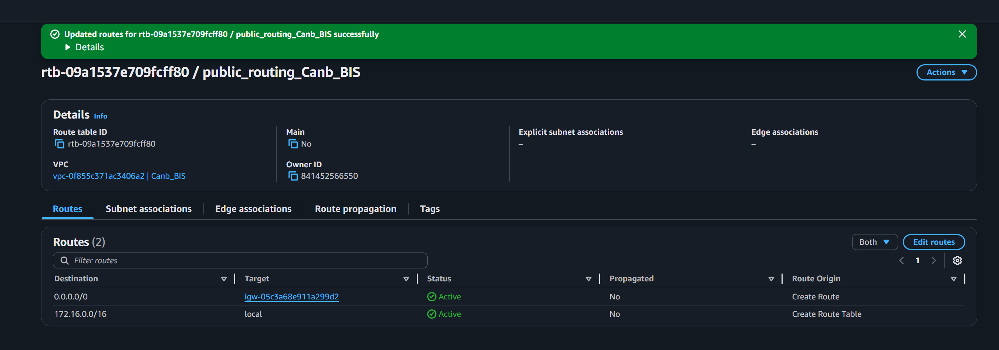 Updated routes for rtb-09a1537e709fcff80 / public_routing_Canb_BIS successfully
Details
rtb-09a1537e709fcff80 / public_routing_Canb_BIS
Actions
Details Info
Route table ID
rtb-09a1537e709fcff80
Main
No
Explicit subnet associations
–
Edge associations
–
VPC
vpc-0f855c371ac3406a2 | Canb_BIS
Owner ID
841452566550
Routes
Subnet associations
Edge associations
Route propagation
Tags
Routes (2)
Both
Edit routes
Filter routes
1
Destination Target Status Propagated Route Origin
0.0.0.0/0 igw-05c3a68e911a299d2 Active No Create Route
172.16.0.0/16 local Active No Create Route Table